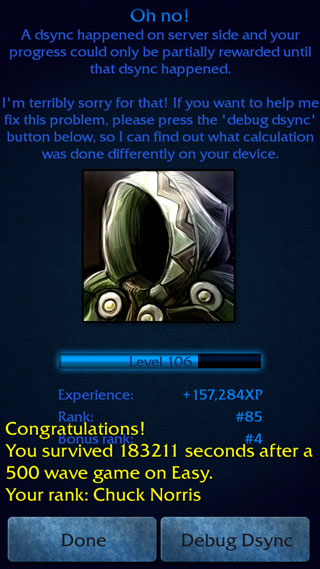 Oh no!
A dsync happened on server side and your
progress could only be partially rewarded until
that dsync happened.
I'm terribly sorry for that! If you want to help me
fix this problem, please press the 'debug dsync'
button below, so I can find out what calculation
was done differently on your device.
Level 106
Experience: +157,284XP
Rank: #85
Bonus rank: #4
Congratulations!
You survived 183211 seconds after a
500 wave game on Easy.
Your rank: Chuck Norris
Done Debug Dsync